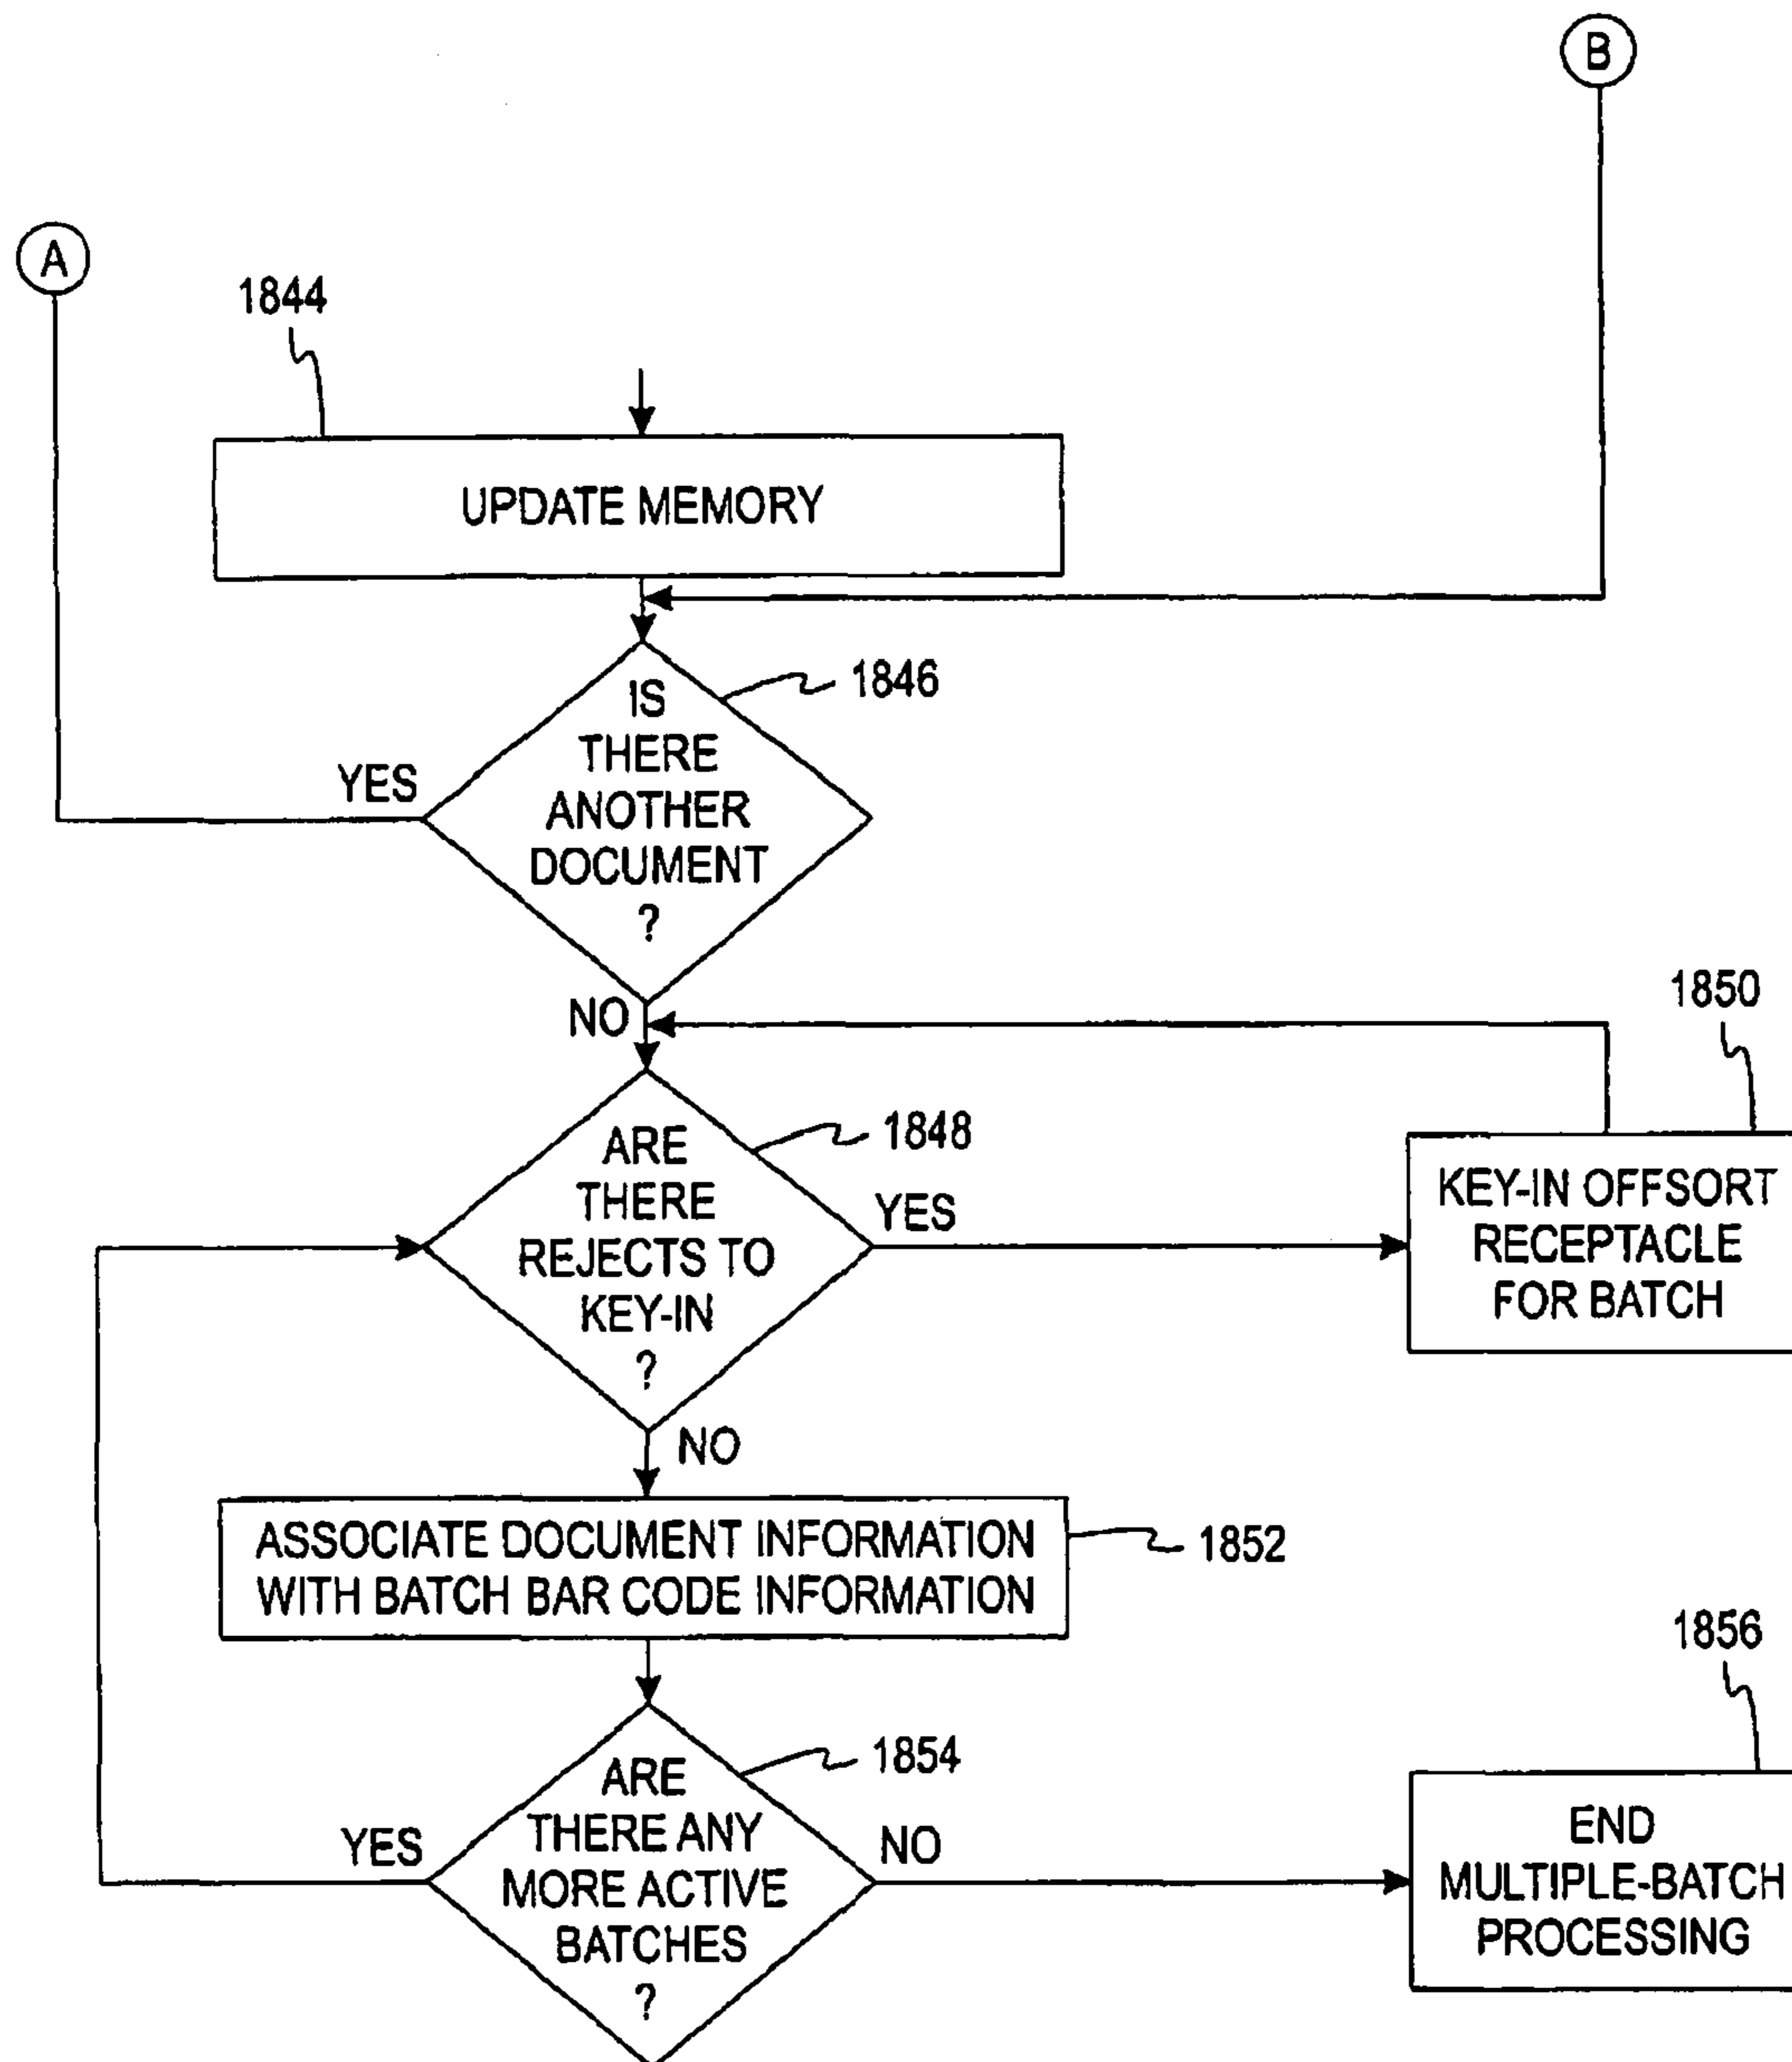 B
A
1844
UPDATE MEMORY
1846
IS
THERE
ANOTHER
DOCUMENT
?
YES
NO
1850
1848
ARE
THERE
REJECTS TO
KEY-IN
?
YES
KEY-IN OFFSORT
RECEPTACLE
FOR BATCH
NO
ASSOCIATE DOCUMENT INFORMATION
WITH BATCH BAR CODE INFORMATION
1852
1856
1854
ARE
THERE ANY
MORE ACTIVE
BATCHES
?
YES
NO
END
MULTIPLE-BATCH
PROCESSING